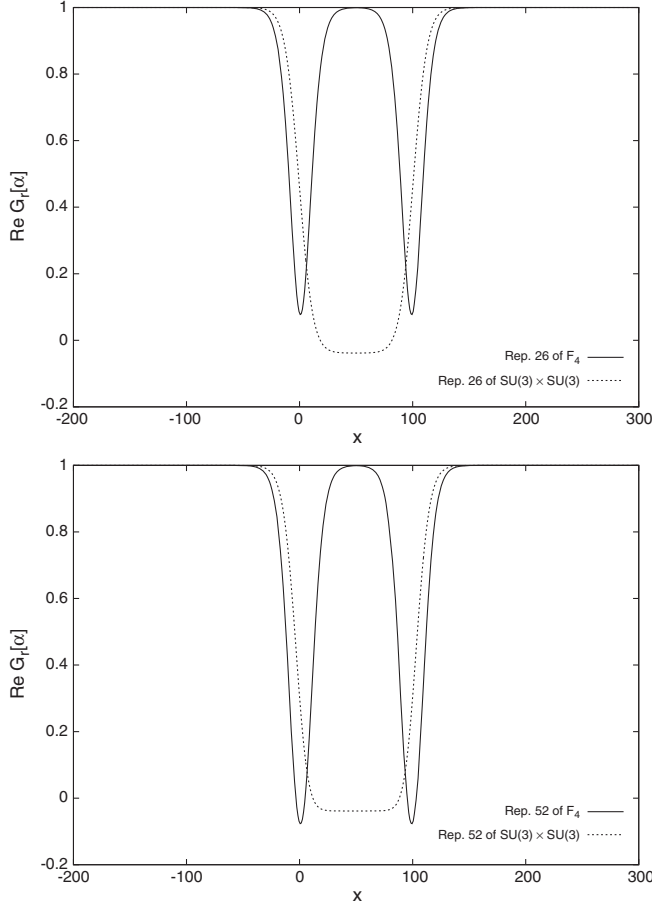 1
0.8
0.6
0.4
0.2
0
-0.2
Re G_r[α]
-200 -100 0 100 200 300
x
Rep. 26 of F_4
Rep. 26 of SU(3) × SU(3)
1
0.8
0.6
0.4
0.2
0
-0.2
Re G_r[α]
-200 -100 0 100 200 300
x
Rep. 52 of F_4
Rep. 52 of SU(3) × SU(3)